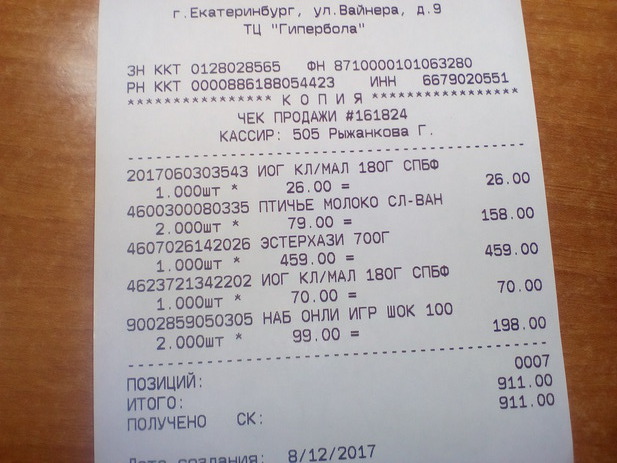 г.Екатеринбург, ул.Вайнера, д.9
ТЦ "Гипербола"
ЗН ККТ 0128028565 ФН 8710000101063280
РН ККТ 0000886188054423 ИНН 6679020551
**************** К О П И Я ****************
ЧЕК ПРОДАЖИ #161824
КАССИР: 505 Рыжанкова Г.
2017060303543 ИОГ КЛ/МАЛ 180Г СПБФ
1.000шт * 26.00 = 26.00
4600300080335 ПТИЧЬЕ МОЛОКО СЛ-ВАН
2.000шт * 79.00 = 158.00
4607026142026 ЭСТЕРХАЗИ 700Г
1.000шт * 459.00 = 459.00
4623721342202 ИОГ КЛ/МАЛ 180Г СПБФ
1.000шт * 70.00 = 70.00
9002859050305 НАБ ОНЛИ ИГР ШОК 100
2.000шт * 99.00 = 198.00
ПОЗИЦИЙ: 0007
ИТОГО: 911.00
ПОЛУЧЕНО СК: 911.00
Дата создания: 8/12/2017